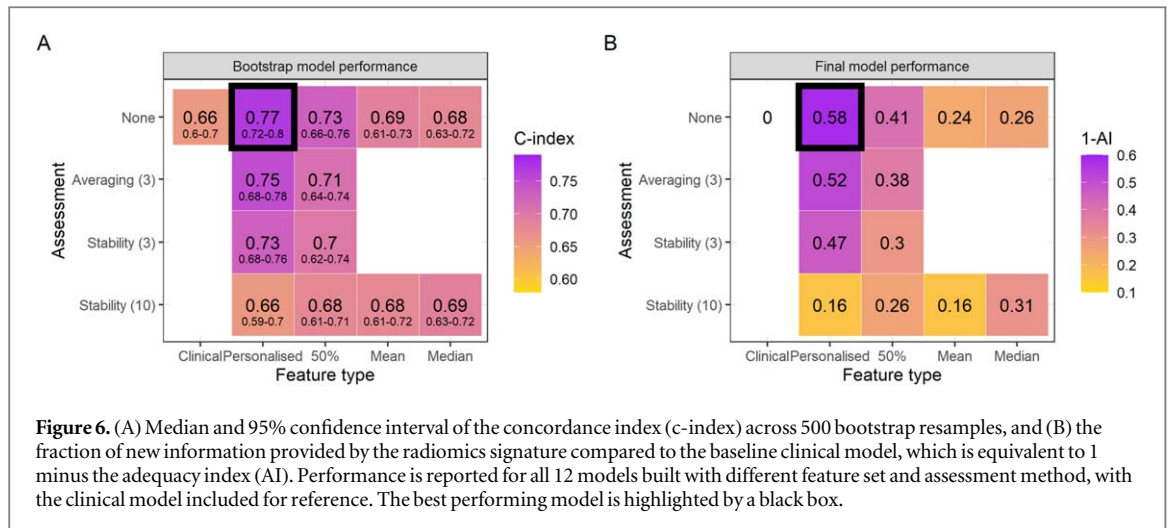 A
Bootstrap model performance
None
0.66
0.6-0.7
0.77
0.72-0.8
0.73
0.66-0.76
0.69
0.61-0.73
0.68
0.63-0.72
Averaging (3)
0.75
0.68-0.78
0.71
0.64-0.74
Stability (3)
0.73
0.68-0.76
0.7
0.62-0.74
Stability (10)
0.66
0.59-0.7
0.68
0.61-0.71
0.68
0.61-0.72
0.69
0.63-0.72
Assessment
Clinical Personalised 50% Mean Median
Feature type
C-index
0.75
0.70
0.65
0.60
B
Final model performance
None
0
0.58
0.41
0.24
0.26
Averaging (3)
0.52
0.38
Stability (3)
0.47
0.3
Stability (10)
0.16
0.26
0.16
0.31
Assessment
Clinical Personalised 50% Mean Median
Feature type
1-AI
0.6
0.5
0.4
0.3
0.2
0.1
Figure 6. (A) Median and 95% confidence interval of the concordance index (c-index) across 500 bootstrap resamples, and (B) the
fraction of new information provided by the radiomics signature compared to the baseline clinical model, which is equivalent to 1
minus the adequacy index (AI). Performance is reported for all 12 models built with different feature set and assessment method, with
the clinical model included for reference. The best performing model is highlighted by a black box.